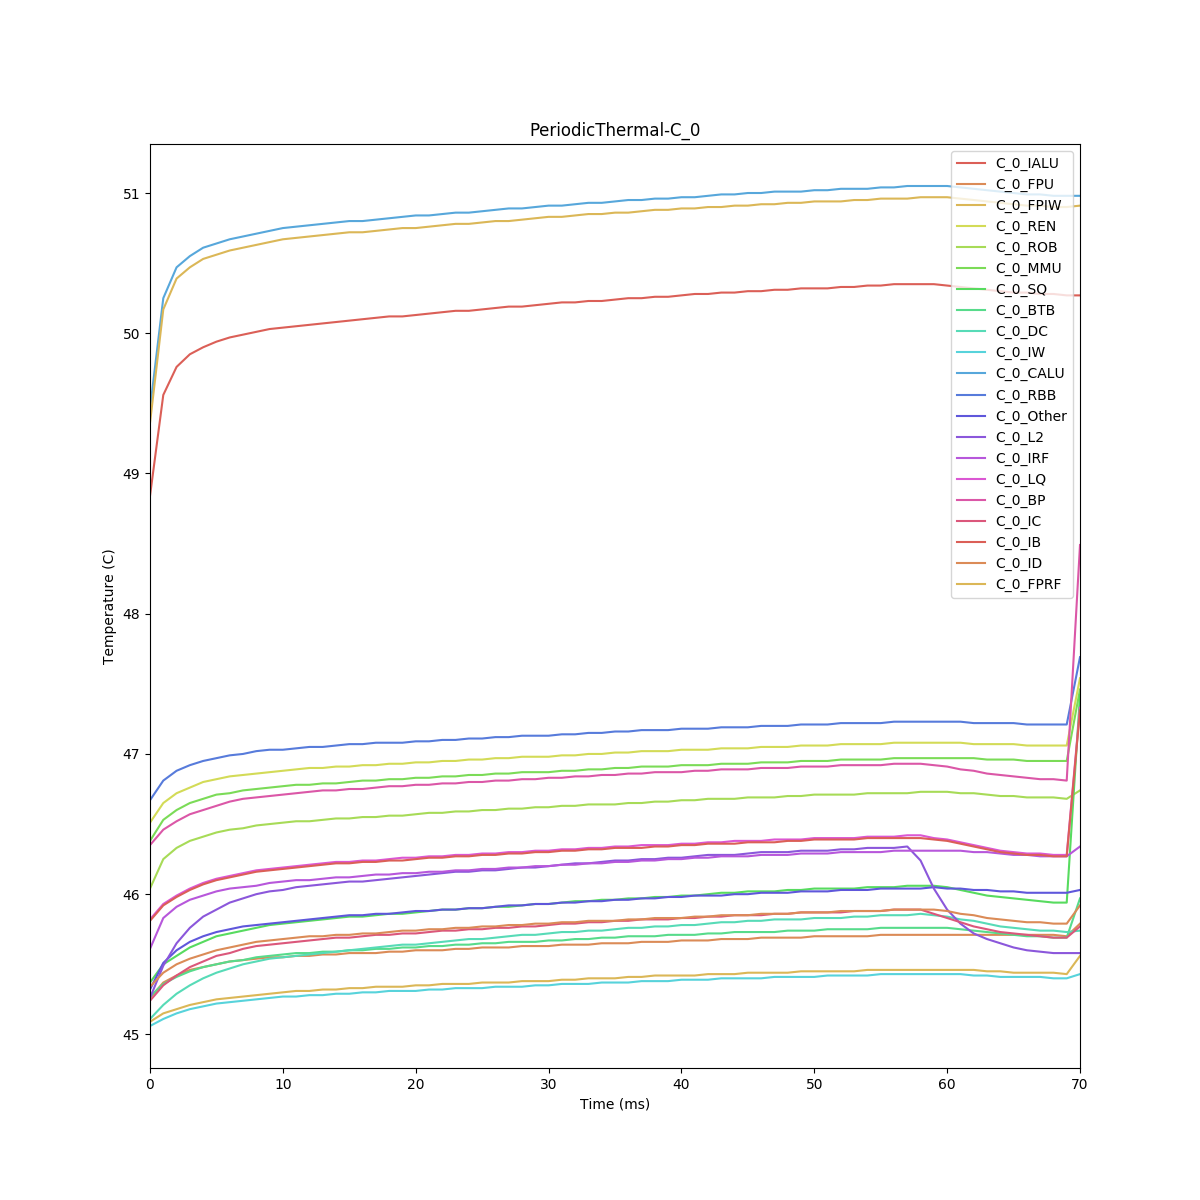 PeriodicThermal-C_0
C_0_IALU
C_0_FPU
C_0_FPIW
C_0_REN
C_0_ROB
C_0_MMU
C_0_SQ
C_0_BTB
C_0_DC
C_0_IW
C_0_CALU
C_0_RBB
C_0_Other
C_0_L2
C_0_IRF
C_0_LQ
C_0_BP
C_0_IC
C_0_IB
C_0_ID
C_0_FPRF
51
50
49
48
47
46
45
Temperature (C)
0 10 20 30 40 50 60 70
Time (ms)